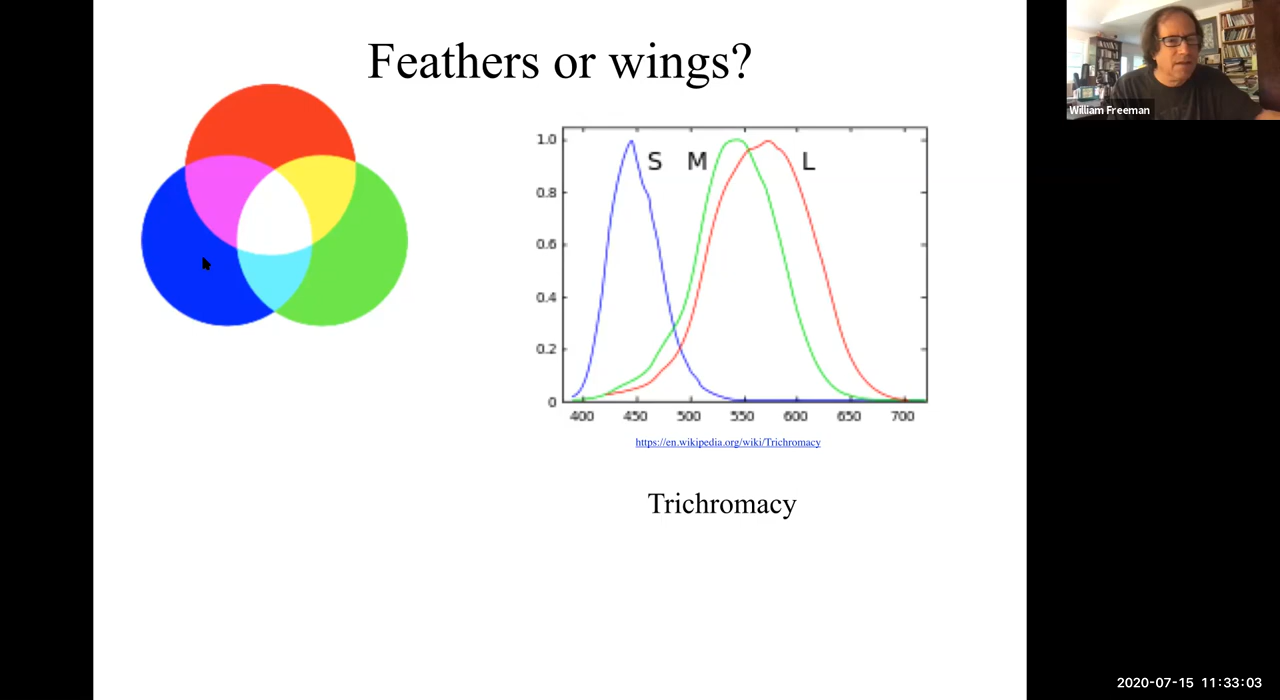 Feathers or wings?
William Freeman
S M L
1.0
0.8
0.6
0.4
0.2
0
400 450 500 550 600 650 700
https://en.wikipedia.org/wiki/Trichromacy
Trichromacy
2020-07-15 11:33:03